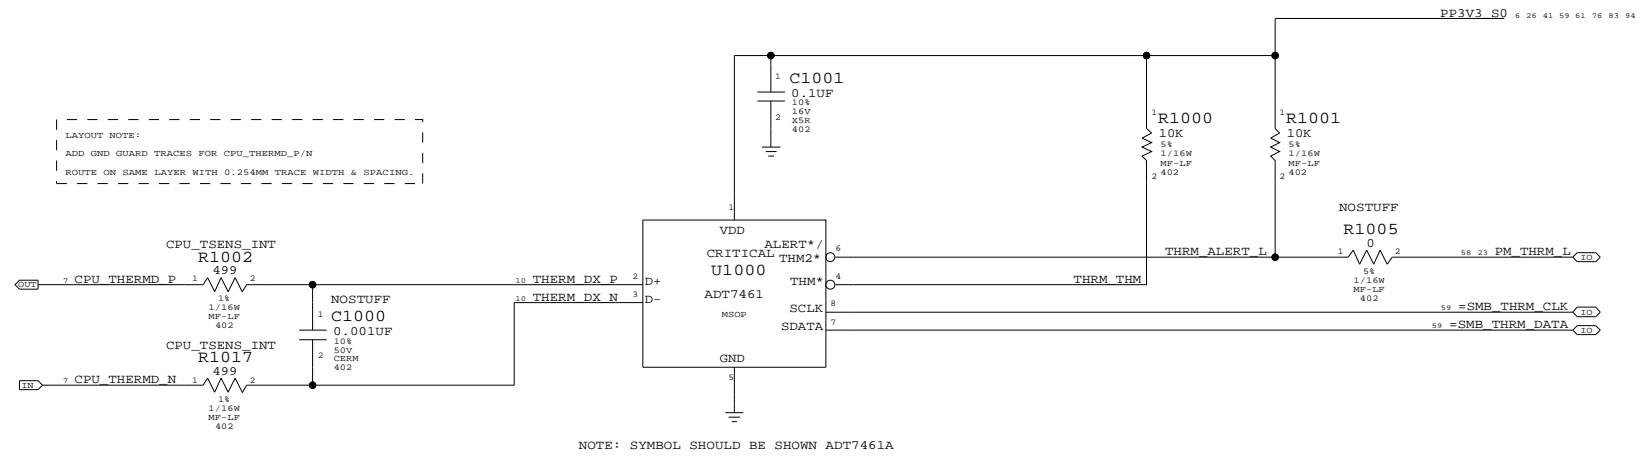 PP3V3_S0 6 26 41 59 61 76 83 94
1 C1001
0.1UF
10%
16V
2 X5R
402
LAYOUT NOTE:
ADD GND GUARD TRACES FOR CPU_THERMD_P/N
ROUTE ON SAME LAYER WITH 0.254MM TRACE WIDTH & SPACING.
1 R1000
10K
5%
1/16W
MF-LF
2 402
1 R1001
10K
5%
1/16W
MF-LF
2 402
CPU_TSENS_INT
R1002
499
OUT 7 CPU_THERMD_P 1 2
1%
1/16W
MF-LF
402
NOSTUFF
1 C1000
0.001UF
10%
50V
2 CERM
402
CPU_TSENS_INT
R1017
499
IN 7 CPU_THERMD_N 1 2
1%
1/16W
MF-LF
402
10 THERM_DX_P 2 D+
10 THERM_DX_N 3 D-
1
VDD
CRITICAL
U1000
ADT7461
MSOP
GND
5
ALERT*/
THM2* 6
THM* 4
SCLK 8
SDATA 7
THRM_ALERT_L
THRM_THM
NOSTUFF
R1005
0
1 2
5%
1/16W
MF-LF
402
58 23 PM_THRM_L IO
59 =SMB_THRM_CLK IO
59 =SMB_THRM_DATA IO
NOTE: SYMBOL SHOULD BE SHOWN ADT7461A